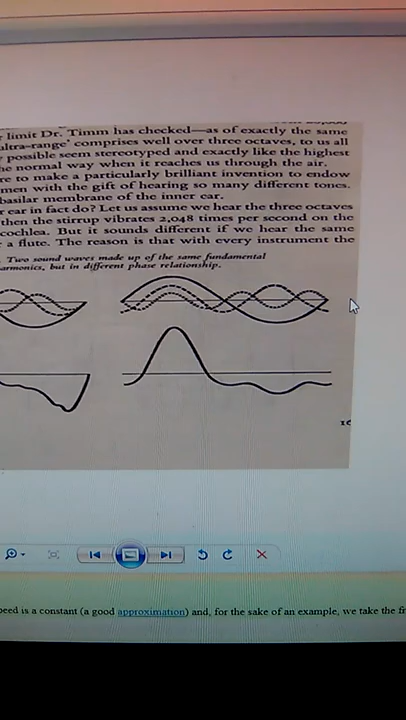 limit Dr. Timm has checked—as of exactly the same
ultra-range' comprises well over three octaves, to us all
possible seem stereotyped and exactly like the highest
the normal way when it reaches us through the air.
re to make a particularly brilliant invention to endow
men with the gift of hearing so many different tones.
basilar membrane of the inner ear.
ear in fact do? Let us assume we hear the three octaves
then the stirrup vibrates 2,048 times per second on the
cochlea. But it sounds different if we hear the same
a flute. The reason is that with every instrument the
Two sound waves made up of the same fundamental
armonics, but in different phase relationship.
peed is a constant (a good approximation) and, for the sake of an example, we take the fr